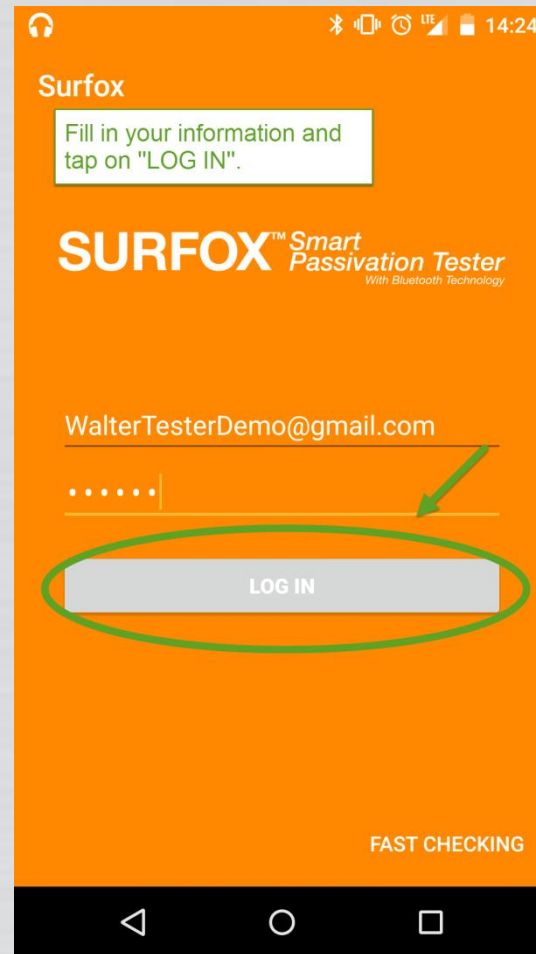 14:24
Surfox
Fill in your information and
tap on "LOG IN".
SURFOX™ Smart
Passivation Tester
With Bluetooth Technology
WalterTesterDemo@gmail.com
••••••
LOG IN
FAST CHECKING